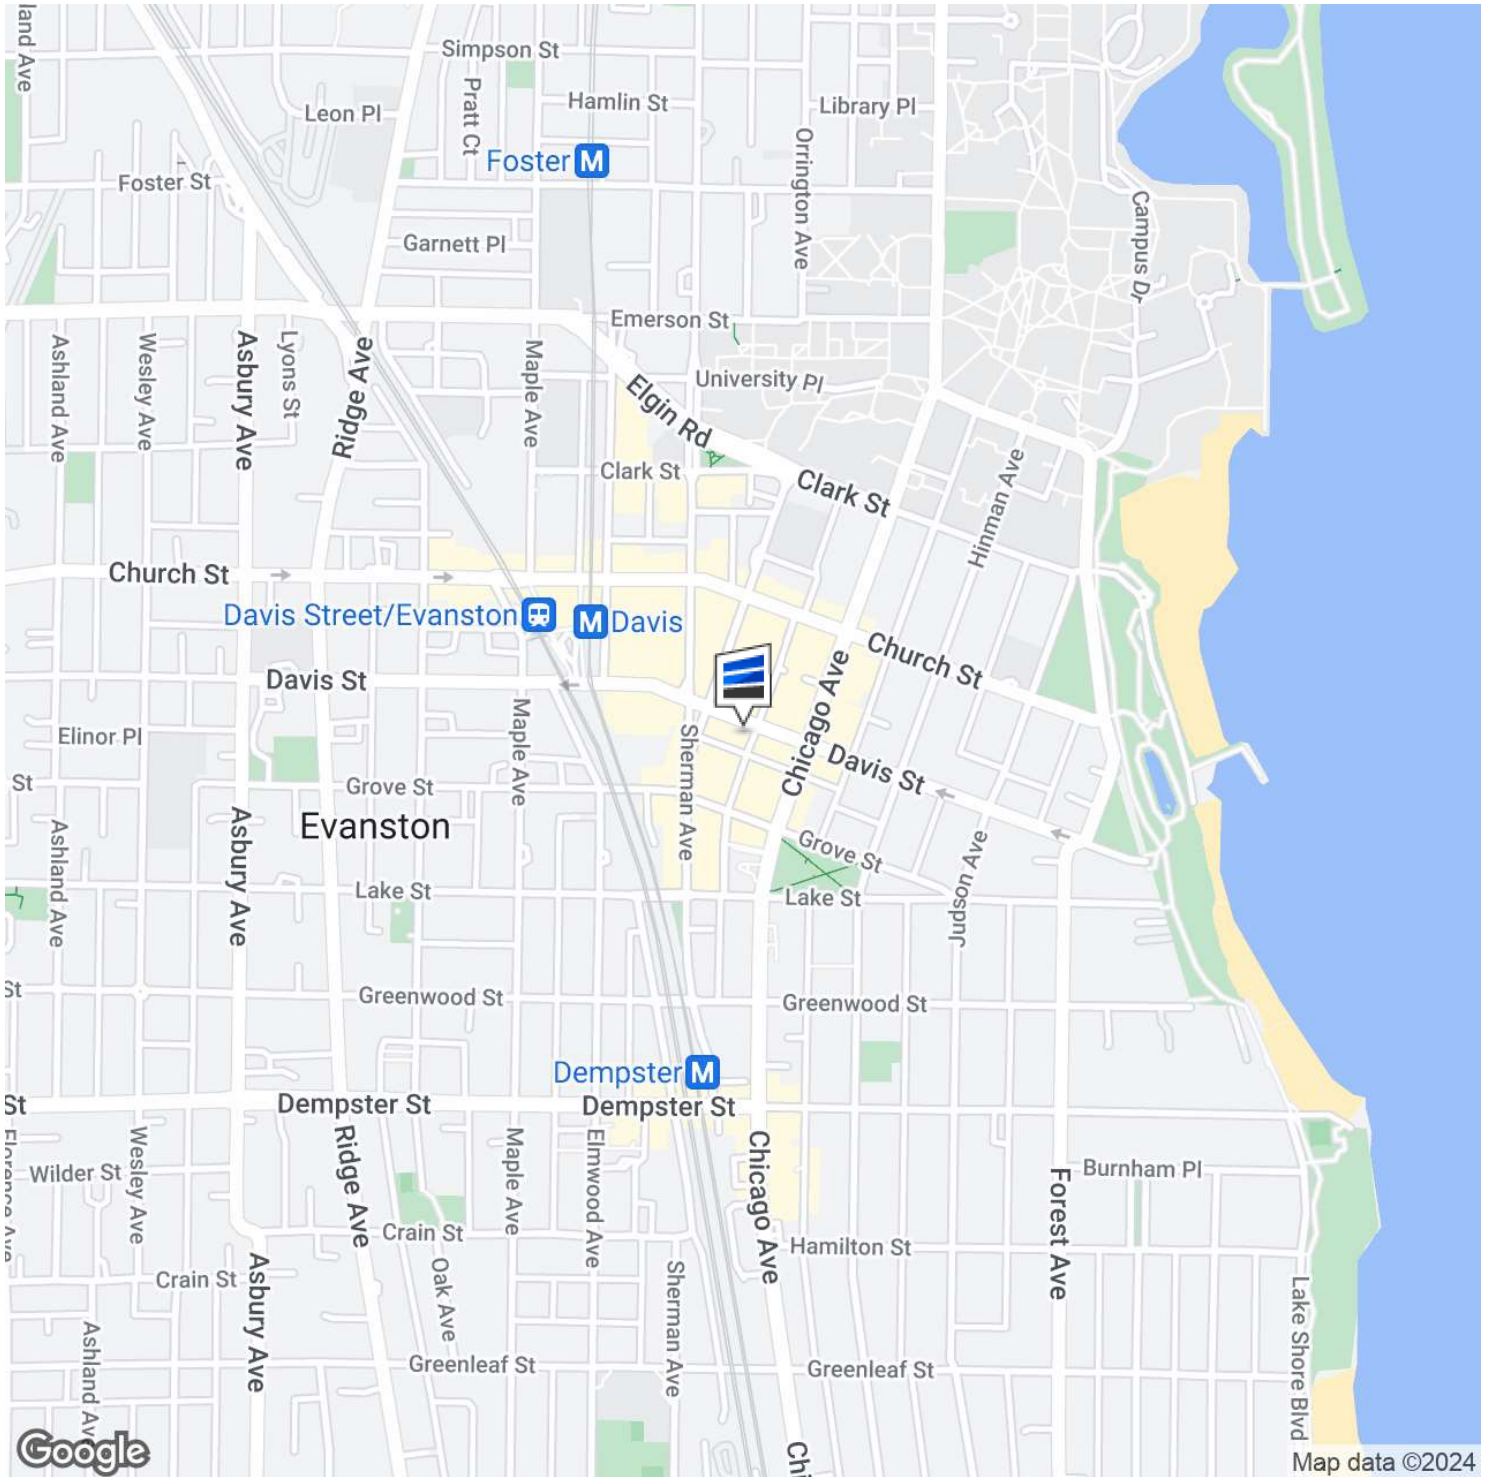 land Ave
Simpson St
Pratt Ct
Hamlin St
Library Pl
Leon Pl
Orrington Ave
Foster
Foster St
Campus Dr
Garnett Pl
Emerson St
Ashland Ave
Wesley Ave
Asbury Ave
Lyons St
Ridge Ave
Maple Ave
University Pl
Elgin Rd
Clark St
Clark St
Hinman Ave
Church St
Davis Street/Evanston
Davis
Church St
Davis St
Chicago Ave
Elinor Pl
Maple Ave
Sherman Ave
Davis St
St
Grove St
Evanston
Asbury Ave
Ashland Ave
Grove St
Judson Ave
Lake St
Lake St
St
Greenwood St
Greenwood St
Dempster
St
Dempster St
Dempster St
Florence Ave
Wesley Ave
Ridge Ave
Maple Ave
Elmwood Ave
Chicago Ave
Wilder St
Burnham Pl
Forest Ave
Crain St
Hamilton St
Crain St
Asbury Ave
Oak Ave
Sherman Ave
Lake Shore Blvd
Ashland Av
Greenleaf St
Greenleaf St
Chi
Google
Map data ©2024